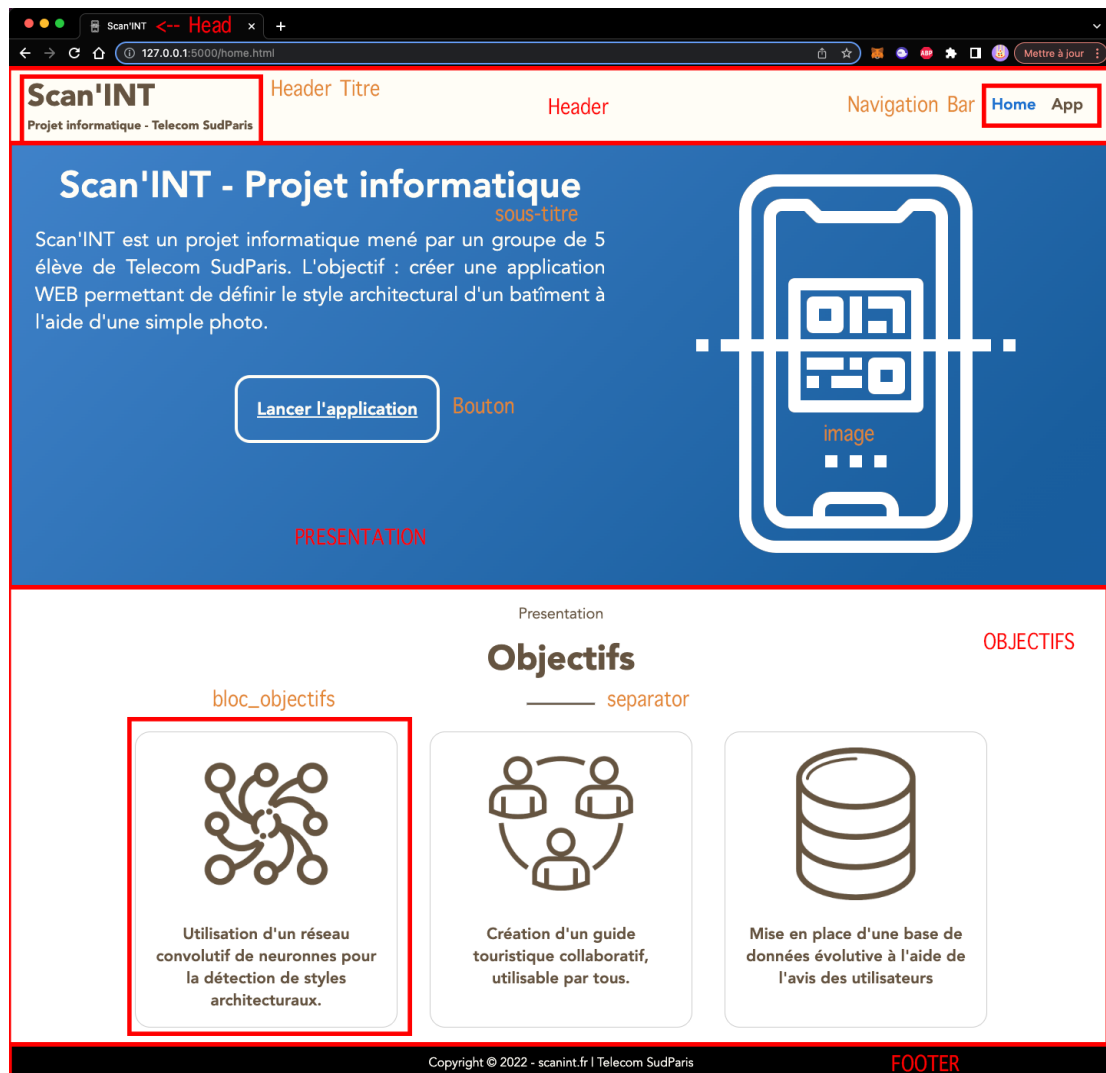 Scan'INT <-- Head
127.0.0.1:5000/home.html
ABP
Mettre à jour
Scan'INT
Header Titre
Projet informatique - Telecom SudParis
Header
Navigation Bar
Home App
Scan'INT - Projet informatique
sous-titre
Scan'INT est un projet informatique mené par un groupe de 5
élève de Telecom SudParis. L'objectif : créer une application
WEB permettant de définir le style architectural d'un batîment à
l'aide d'une simple photo.
Lancer l'application
Bouton
image
PRESENTATION
Presentation
OBJECTIFS
Objectifs
bloc_objectifs
separator
Utilisation d'un réseau
convolutif de neuronnes pour
la détection de styles
architecturaux.
Création d'un guide
touristique collaboratif,
utilisable par tous.
Mise en place d'une base de
données évolutive à l'aide de
l'avis des utilisateurs
Copyright © 2022 - scanint.fr | Telecom SudParis
FOOTER